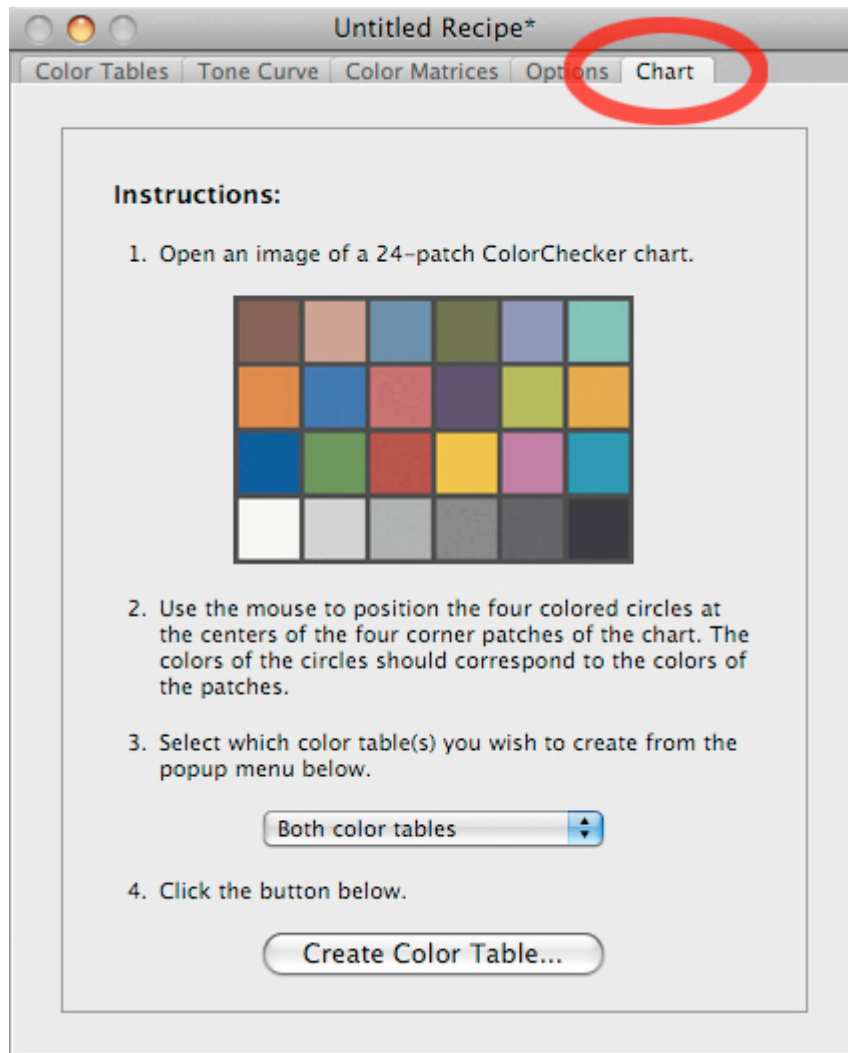 Untitled Recipe*
Color Tables Tone Curve Color Matrices Options Chart
Instructions:
1. Open an image of a 24-patch ColorChecker chart.
2. Use the mouse to position the four colored circles at
the centers of the four corner patches of the chart. The
colors of the circles should correspond to the colors of
the patches.
3. Select which color table(s) you wish to create from the
popup menu below.
Both color tables
4. Click the button below.
Create Color Table...